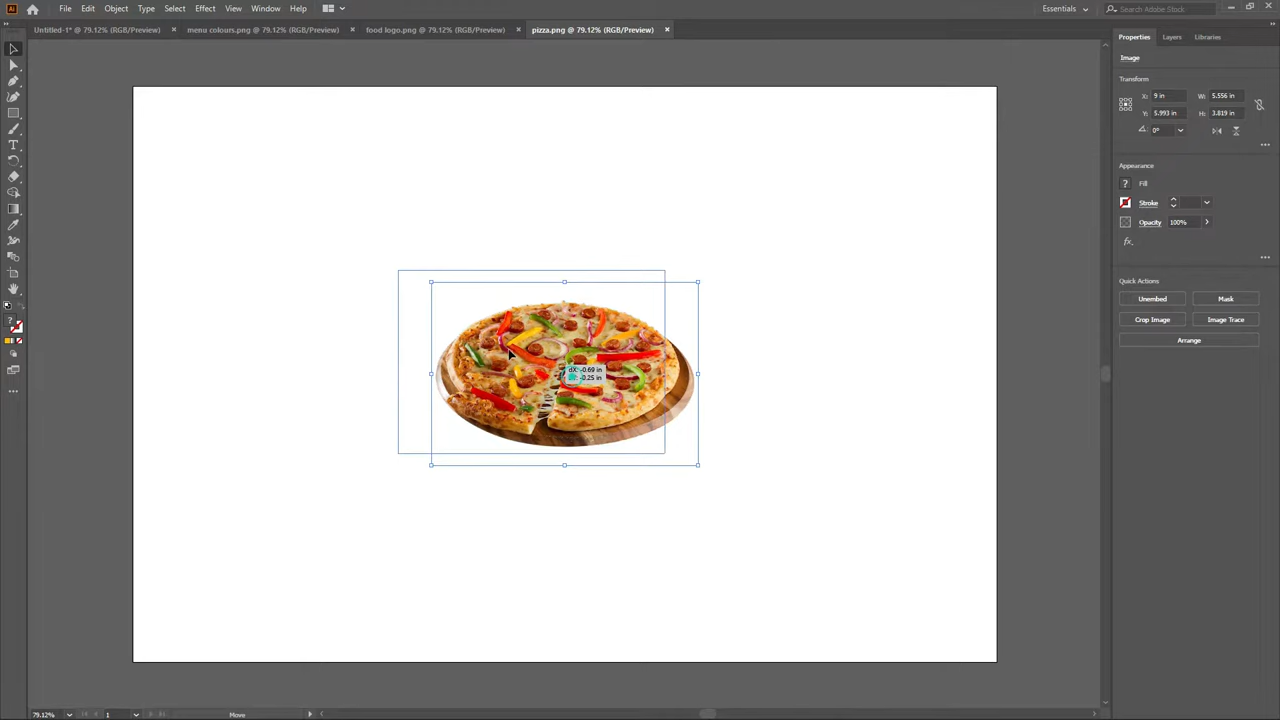 Ai File Edit Object Type Select Effect View Window Help Essentials Search Adobe Stock
Untitled-1* @ 79.12% (RGB/Preview) × menu colours.png @ 79.12% (RGB/Preview) × food logo.png @ 79.12% (RGB/Preview) × pizza.png @ 79.12% (RGB/Preview) ×
Properties Layers Libraries
Image
Transform
X: 9 in W: 5.556 in
Y: 5.993 in H: 3.819 in
0°
Appearance
? Fill
Stroke
Opacity 100%
fx.
Quick Actions
Unembed Mask
Crop Image Image Trace
Arrange
dX: -0.69 in
-0.25 in
79.12% 1 Move